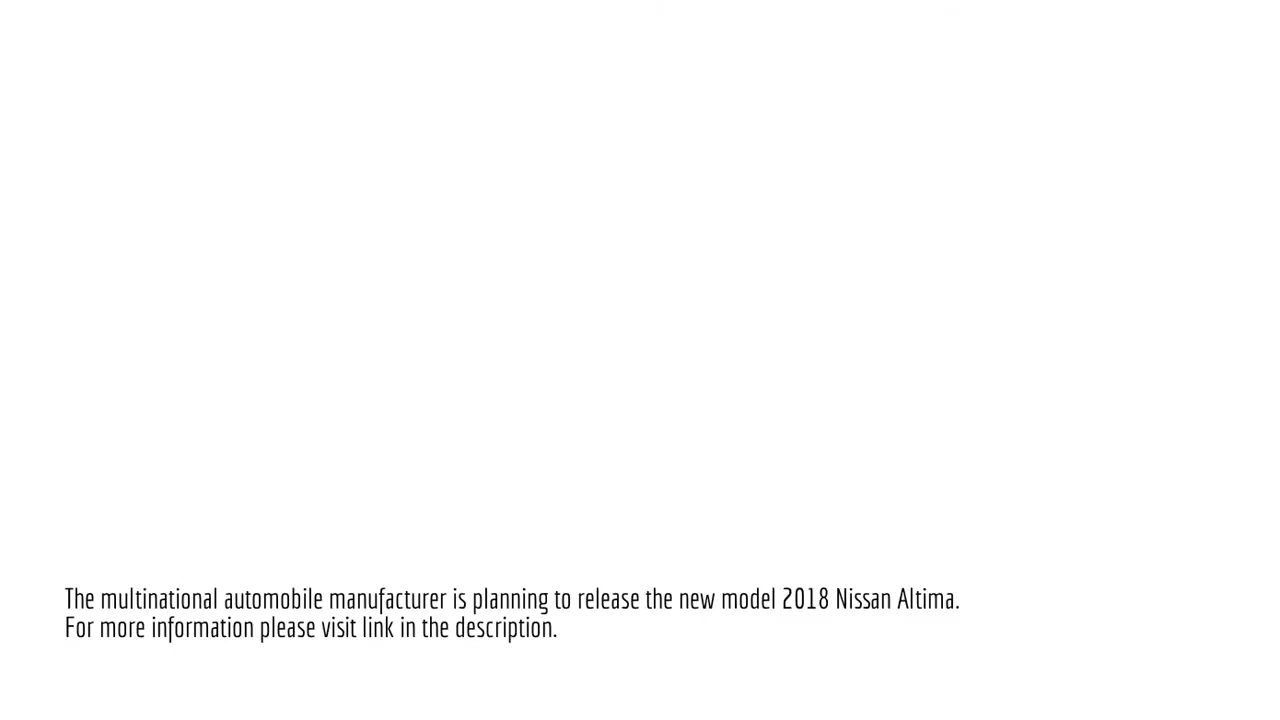 The multinational automobile manufacturer is planning to release the new model 2018 Nissan Altima.
For more information please visit link in the description.